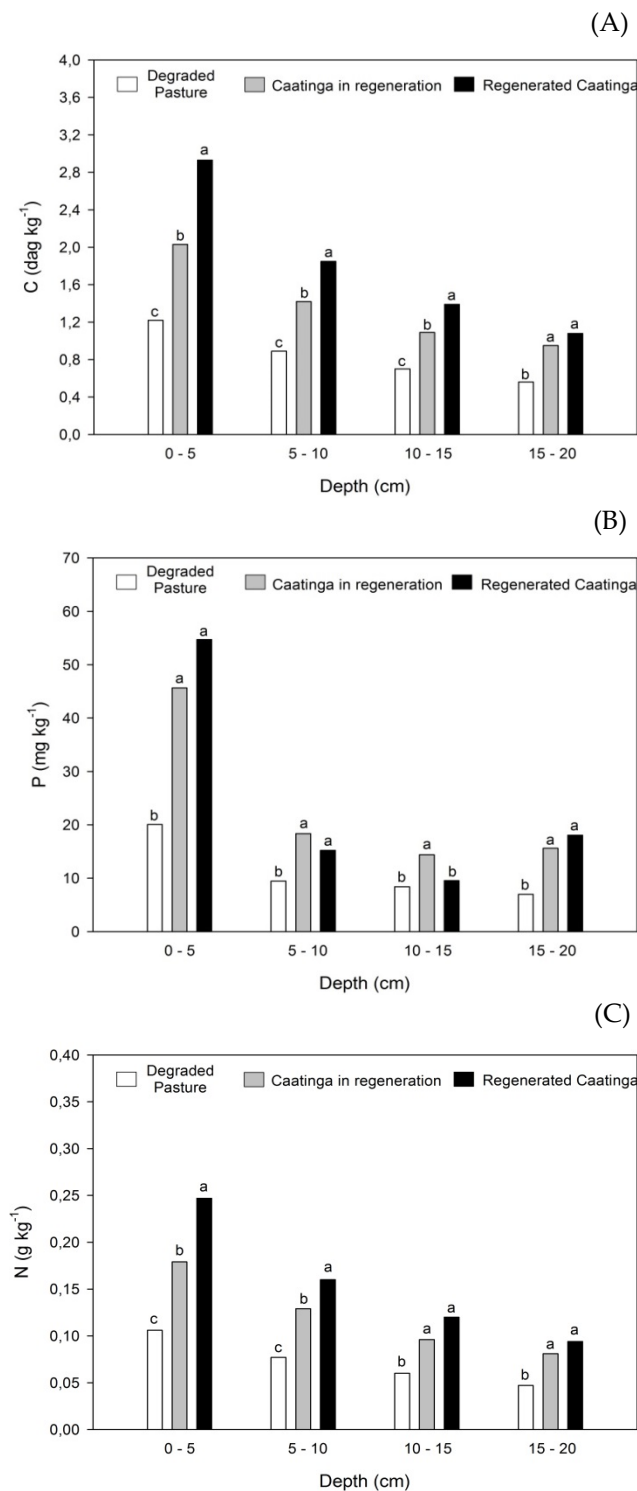 (A)
4,0
3,6
3,2
2,8
2,4
2,0
1,6
1,2
0,8
0,4
0,0
C (dag kg⁻¹)
Degraded
Pasture
Caatinga in regeneration
Regenerated Caatinga
c b a
c b a
c b a
b a a
0 - 5 5 - 10 10 - 15 15 - 20
Depth (cm)
(B)
70
60
50
40
30
20
10
0
P (mg kg⁻¹)
Degraded
Pasture
Caatinga in regeneration
Regenerated Caatinga
b a a
b a a
b a b
b a a
0 - 5 5 - 10 10 - 15 15 - 20
Depth (cm)
(C)
0,40
0,35
0,30
0,25
0,20
0,15
0,10
0,05
0,00
N (g kg⁻¹)
Degraded
Pasture
Caatinga in regeneration
Regenerated Caatinga
c b a
c b a
b a a
b a a
0 - 5 5 - 10 10 - 15 15 - 20
Depth (cm)